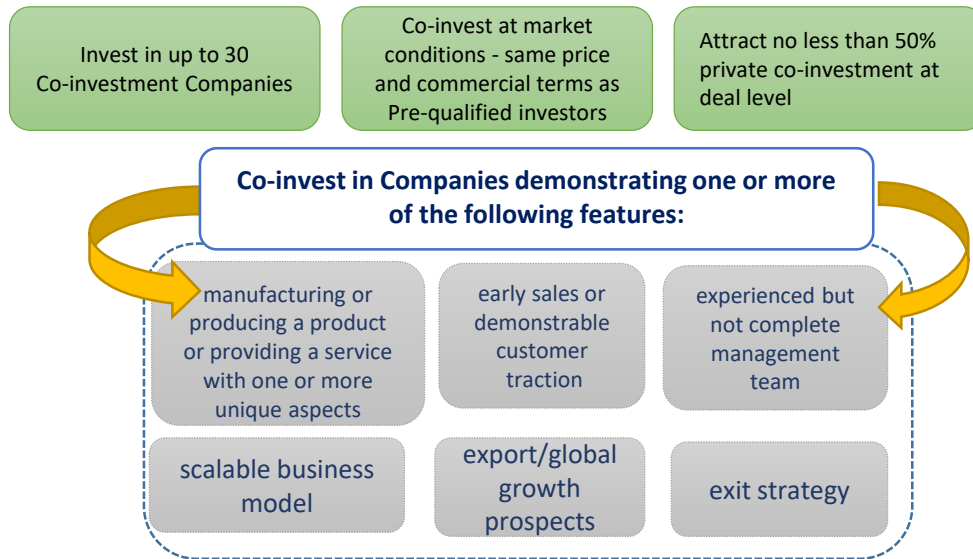 Invest in up to 30
Co-investment Companies
Co-invest at market
conditions - same price
and commercial terms as
Pre-qualified investors
Attract no less than 50%
private co-investment at
deal level
Co-invest in Companies demonstrating one or more
of the following features:
manufacturing or
producing a product
or providing a service
with one or more
unique aspects
early sales or
demonstrable
customer
traction
experienced but
not complete
management
team
scalable business
model
export/global
growth
prospects
exit strategy